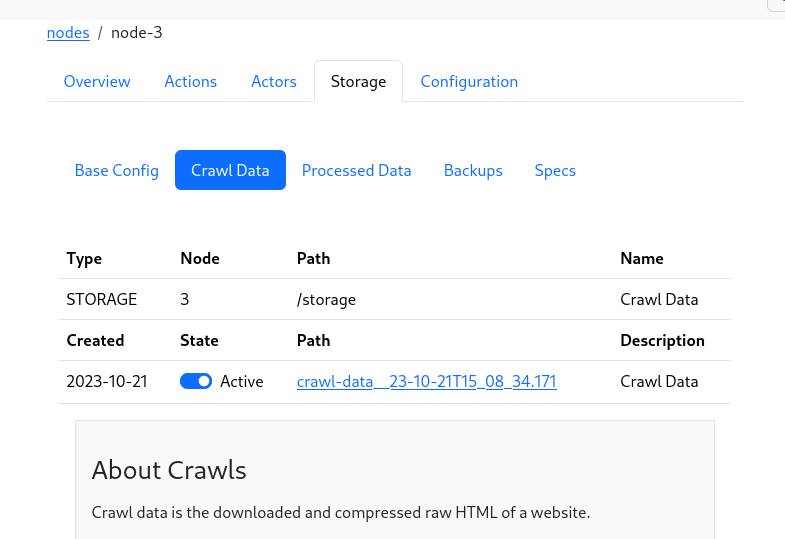 nodes / node-3
Overview Actions Actors Storage Configuration
Base Config Crawl Data Processed Data Backups Specs
Type Node Path Name
STORAGE 3 /storage Crawl Data
Created State Path Description
2023-10-21 Active crawl-data__23-10-21T15_08_34.171 Crawl Data
About Crawls
Crawl data is the downloaded and compressed raw HTML of a website.